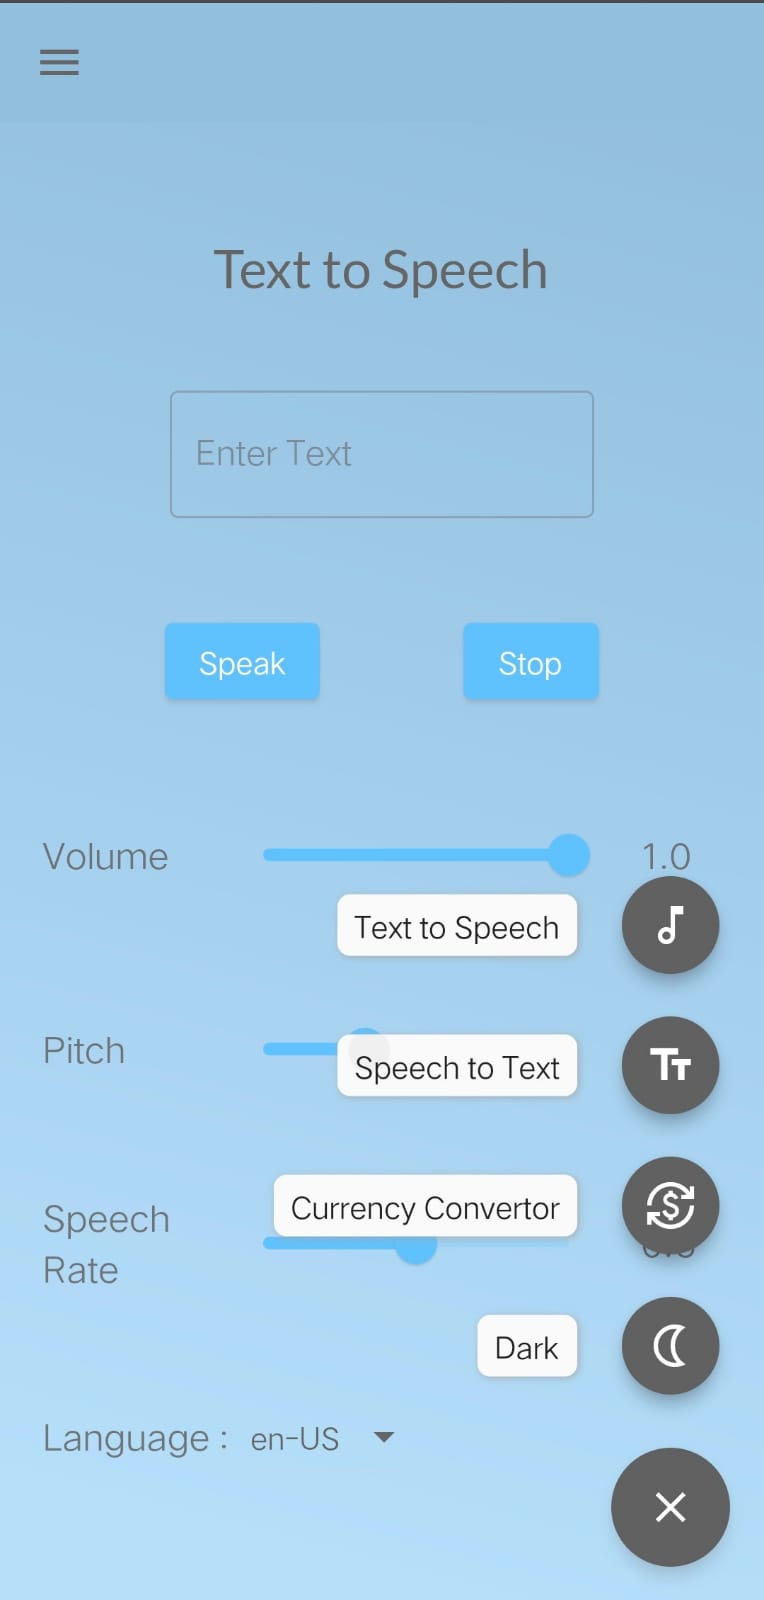 Text to Speech
Enter Text
Speak
Stop
Volume
1.0
Text to Speech
Pitch
Speech to Text
Currency Convertor
Speech
Rate
Dark
Language : en-US